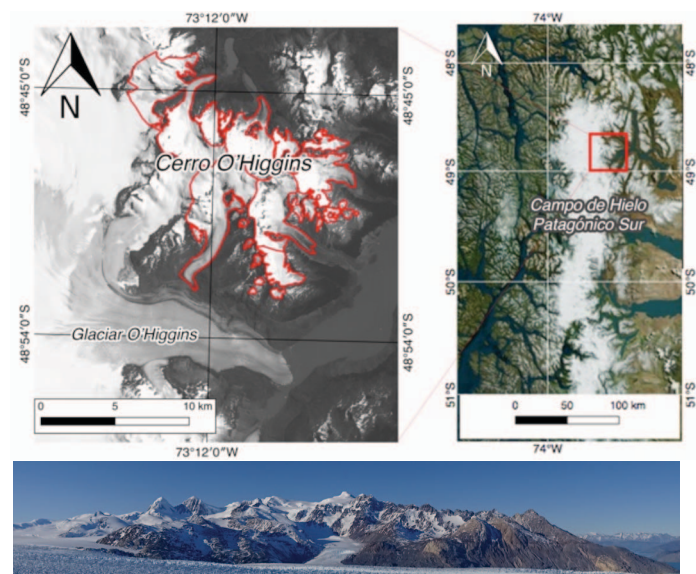 73°12'0"W
48°45'0"S
48°45'0"S
N
Cerro O'Higgins
Glaciar O'Higgins
48°54'0"S
48°54'0"S
0 5 10 km
73°12'0"W
74°W
48°S
48°S
N
49°S
49°S
Campo de Hielo
Patagónico Sur
50°S
50°S
51°S
51°S
0 50 100 km
74°W